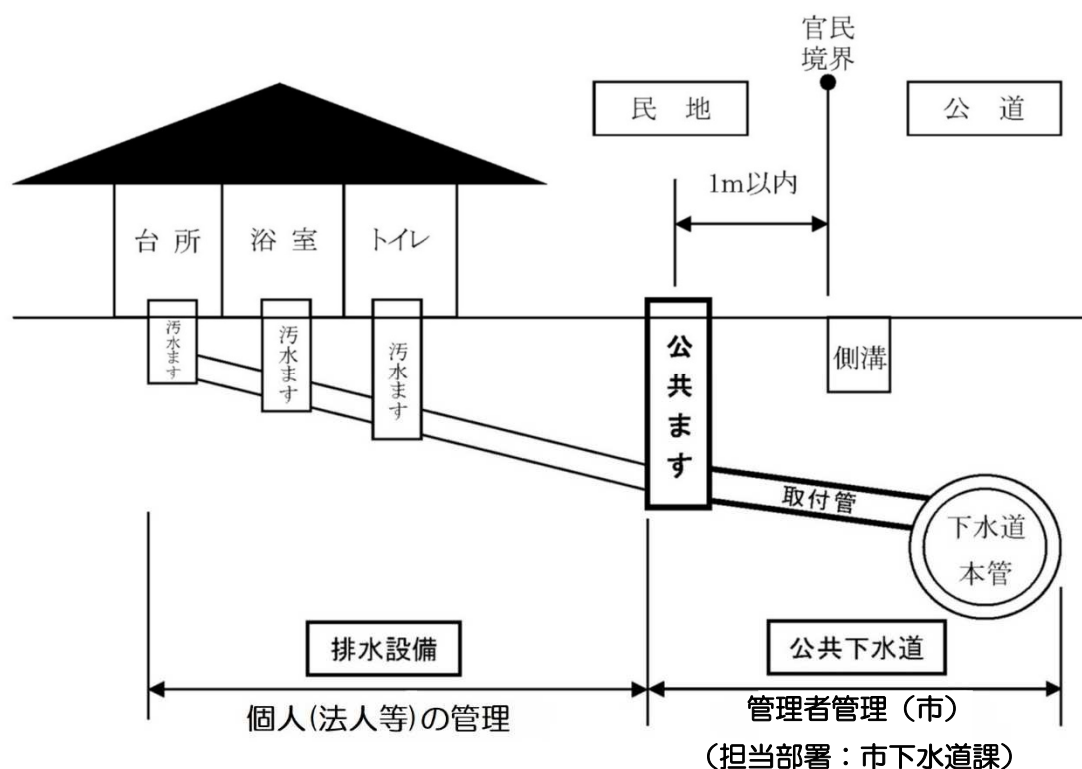 官民
境界
民 地
公 道
1m以内
台 所
浴 室
トイレ
汚水ます
汚水ます
汚水ます
公共ます
側溝
取付管
下水道
本管
排水設備
公共下水道
個人(法人等)の管理
管理者管理（市）
（担当部署：市下水道課）